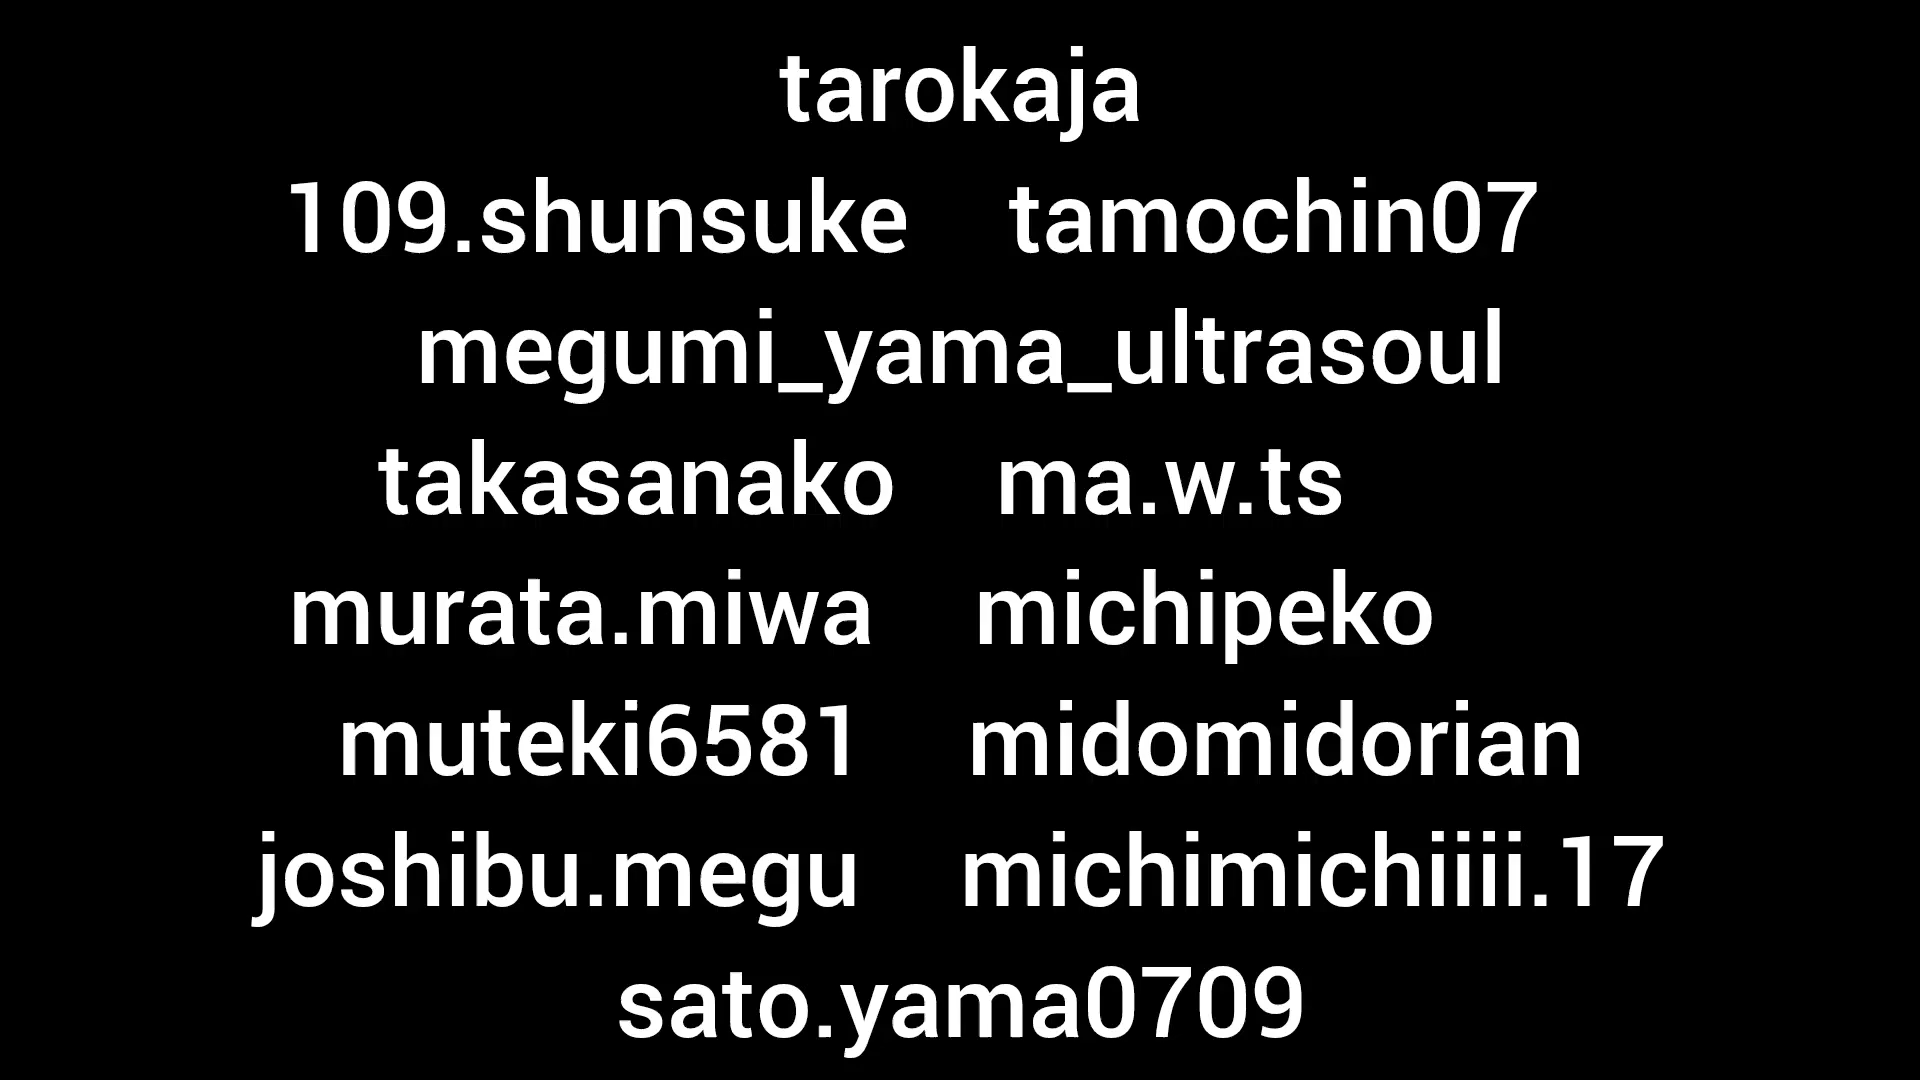 tarokaja
109.shunsuke tamochin07
megumi_yama_ultrasoul
takasanako ma.w.ts
murata.miwa michipeko
muteki6581 midomidorian
joshibu.megu michimichiiii.17
sato.yama0709